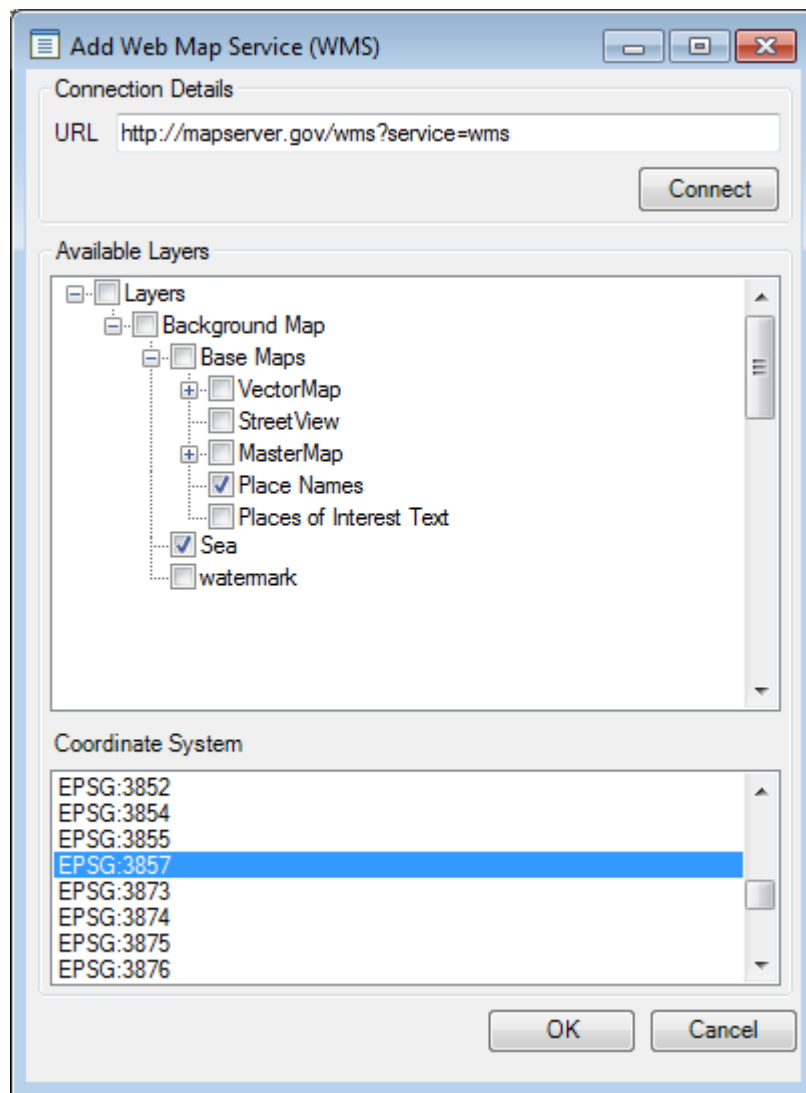 Add Web Map Service (WMS)
Connection Details
URL http://mapserver.gov/wms?service=wms
Connect
Available Layers
Layers
Background Map
Base Maps
VectorMap
StreetView
MasterMap
Place Names
Places of Interest Text
Sea
watermark
Coordinate System
EPSG:3852
EPSG:3854
EPSG:3855
EPSG:3857
EPSG:3873
EPSG:3874
EPSG:3875
EPSG:3876
OK Cancel